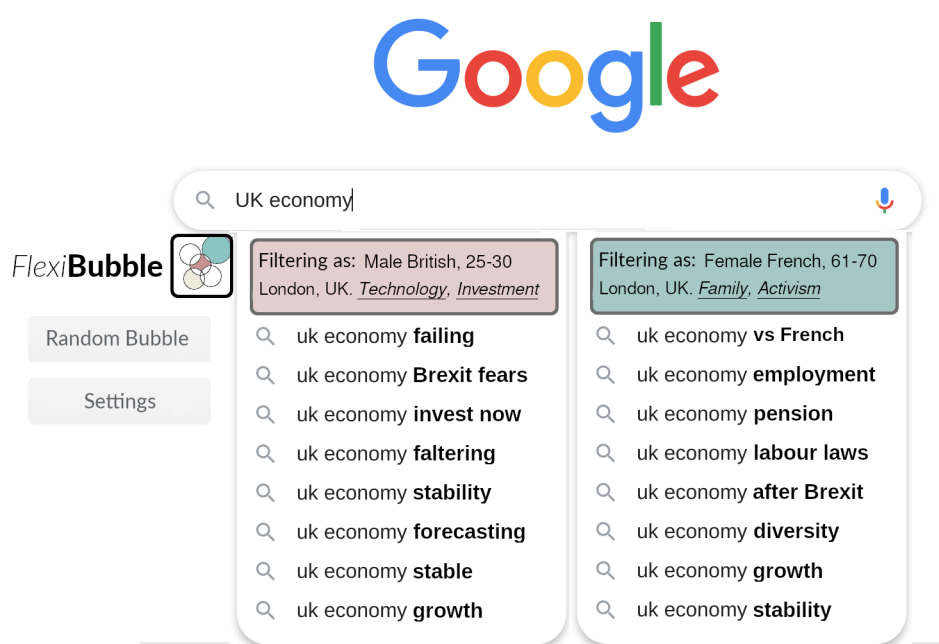 Google
UK economy
FlexiBubble
Random Bubble
Settings
Filtering as: Male British, 25-30
London, UK. Technology, Investment
uk economy failing
uk economy Brexit fears
uk economy invest now
uk economy faltering
uk economy stability
uk economy forecasting
uk economy stable
uk economy growth
Filtering as: Female French, 61-70
London, UK. Family, Activism
uk economy vs French
uk economy employment
uk economy pension
uk economy labour laws
uk economy after Brexit
uk economy diversity
uk economy growth
uk economy stability